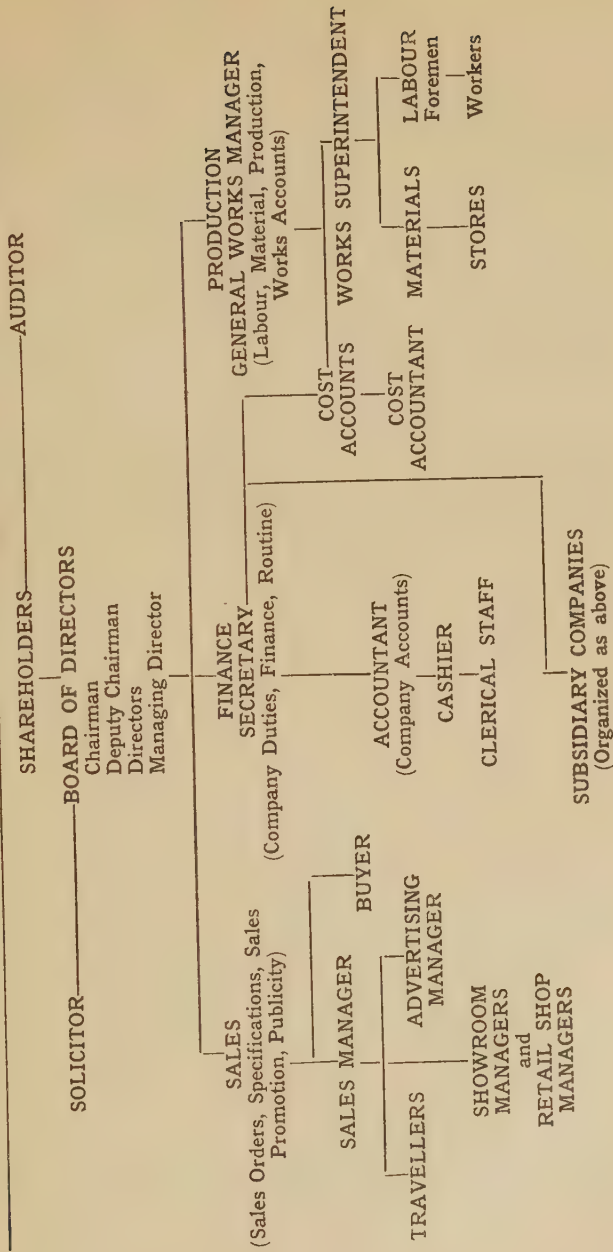 SHAREHOLDERS AUDITOR
SOLICITOR BOARD OF DIRECTORS
Chairman
Deputy Chairman
Directors
Managing Director
SALES
(Sales Orders, Specifications, Sales
Promotion, Publicity)
SALES MANAGER
BUYER
TRAVELLERS
ADVERTISING
MANAGER
SHOWROOM
MANAGERS
and
RETAIL SHOP
MANAGERS
FINANCE
SECRETARY
(Company Duties, Finance, Routine)
ACCOUNTANT
(Company Accounts)
CASHIER
CLERICAL STAFF
SUBSIDIARY COMPANIES
(Organized as above)
PRODUCTION
GENERAL WORKS MANAGER
(Labour, Material, Production,
Works Accounts)
COST
ACCOUNTS
COST
ACCOUNTANT
WORKS SUPERINTENDENT
MATERIALS
STORES
LABOUR
Foremen
Workers